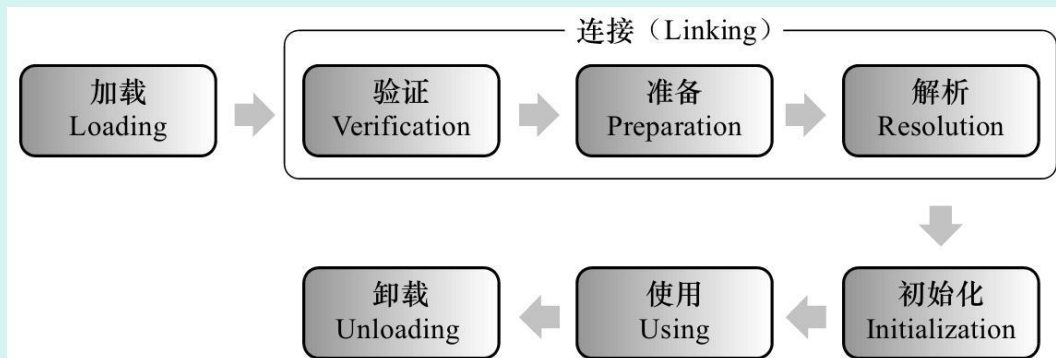 连接（Linking）
加载
Loading
验证
Verification
准备
Preparation
解析
Resolution
初始化
Initialization
使用
Using
卸载
Unloading